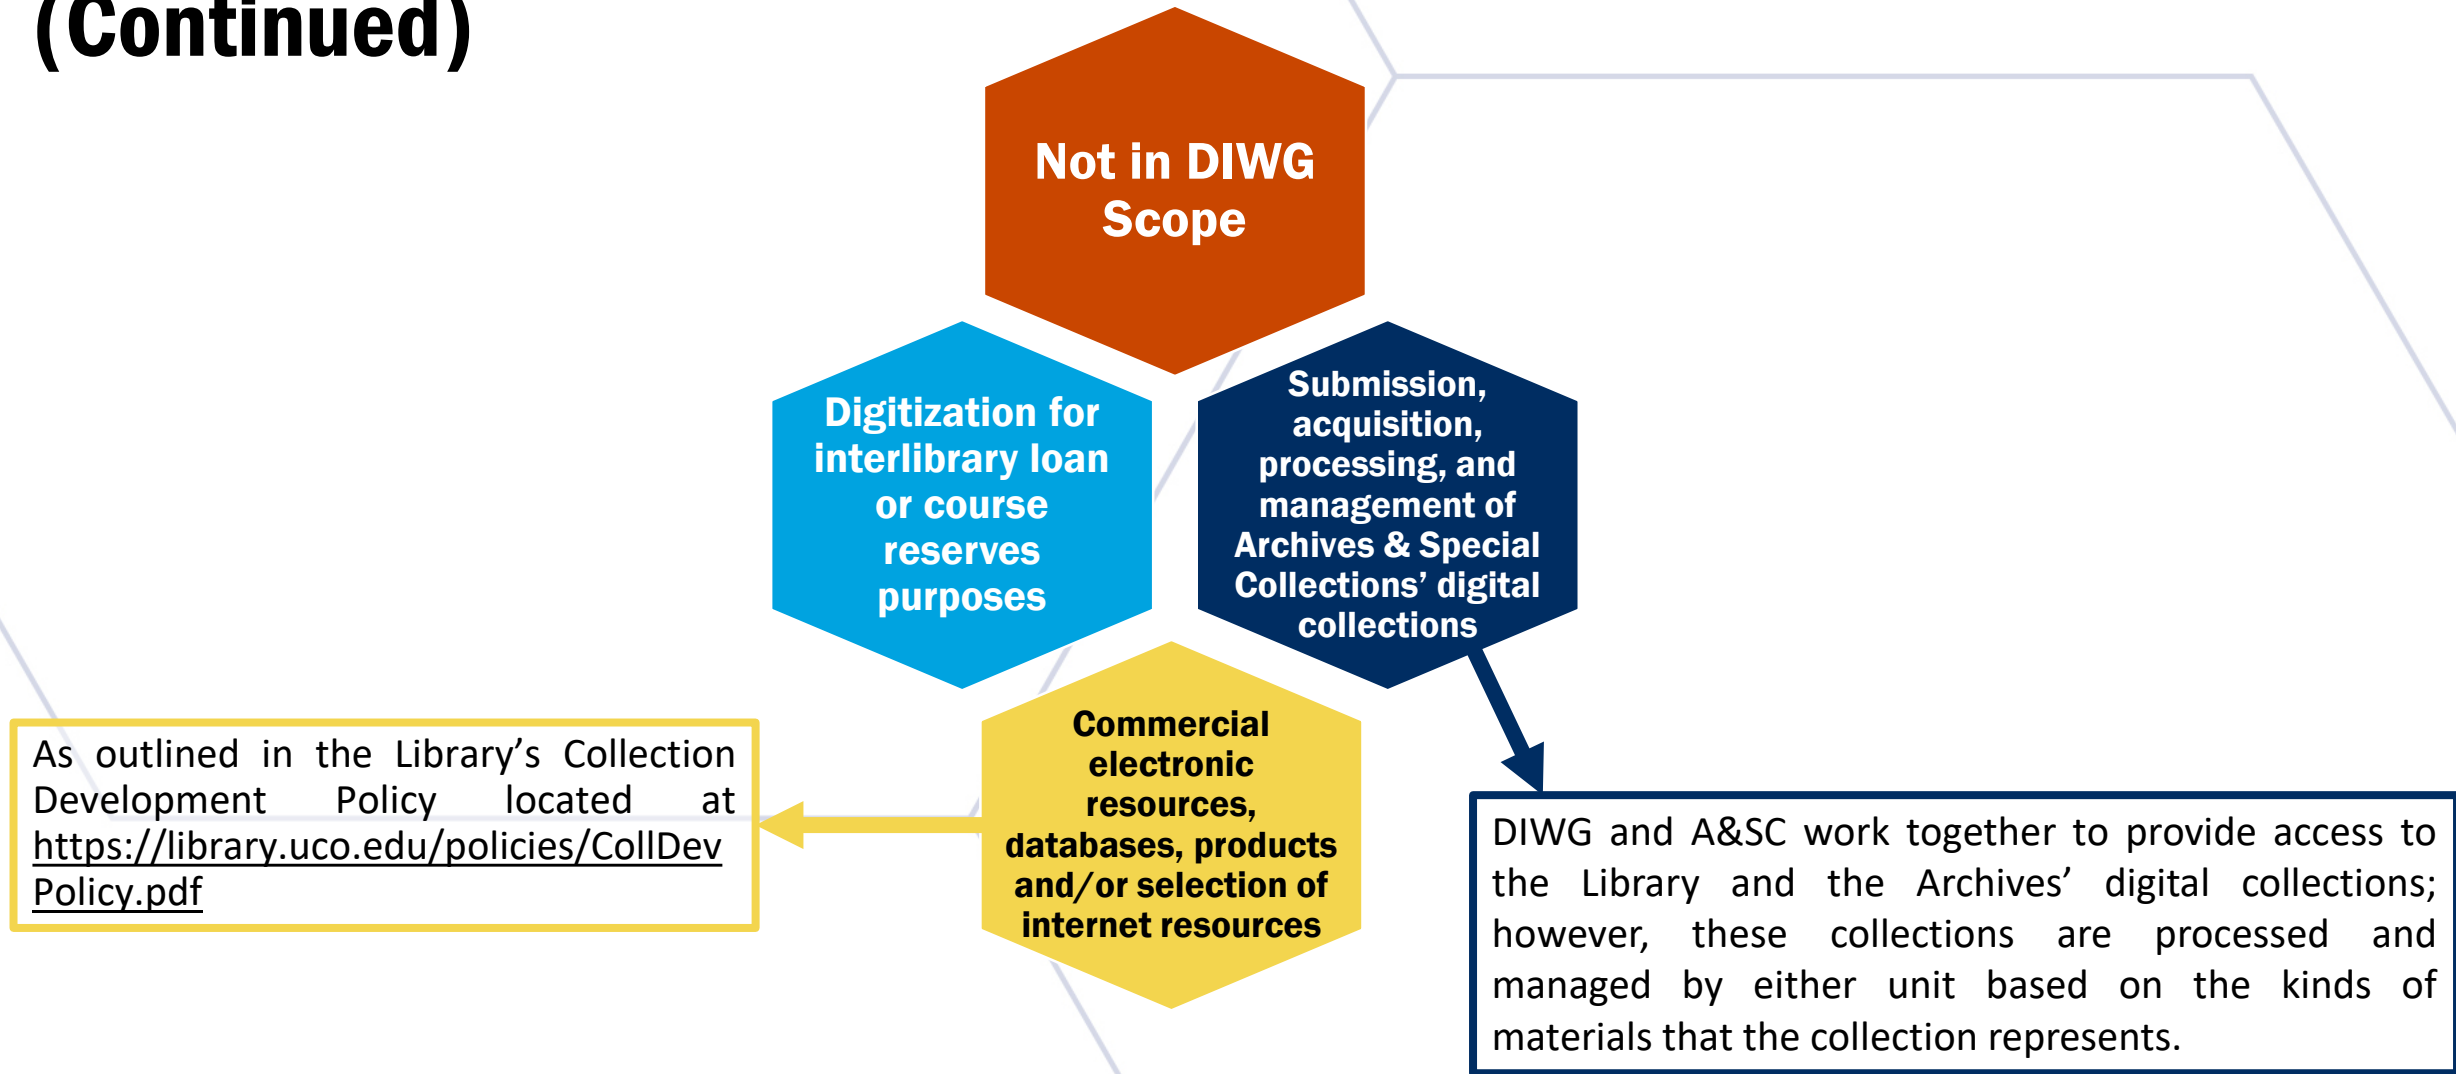 (Continued)
Not in DIWG
Scope
Digitization for
interlibrary loan
or course
reserves
purposes
Submission,
acquisition,
processing, and
management of
Archives & Special
Collections’ digital
collections
Commercial
electronic
resources,
databases, products
and/or selection of
internet resources
As outlined in the Library’s Collection
Development Policy located at
https://library.uco.edu/policies/CollDev
Policy.pdf
DIWG and A&SC work together to provide access to
the Library and the Archives’ digital collections;
however, these collections are processed and
managed by either unit based on the kinds of
materials that the collection represents.